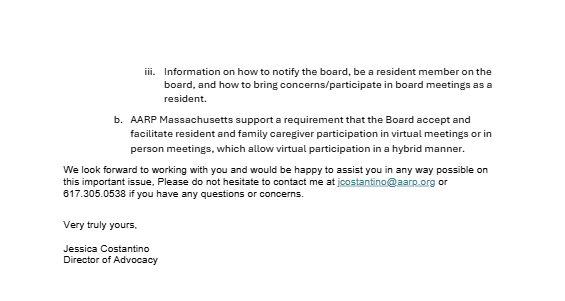 iii. Information on how to notify the board, be a resident member on the
board, and how to bring concerns/participate in board meetings as a
resident.
b. AARP Massachusetts support a requirement that the Board accept and
facilitate resident and family caregiver participation in virtual meetings or in
person meetings, which allow virtual participation in a hybrid manner.
We look forward to working with you and would be happy to assist you in any way possible on
this important issue, Please do not hesitate to contact me at jcostantino@aarp.org or
617.305.0538 if you have any questions or concerns.
Very truly yours,
Jessica Costantino
Director of Advocacy